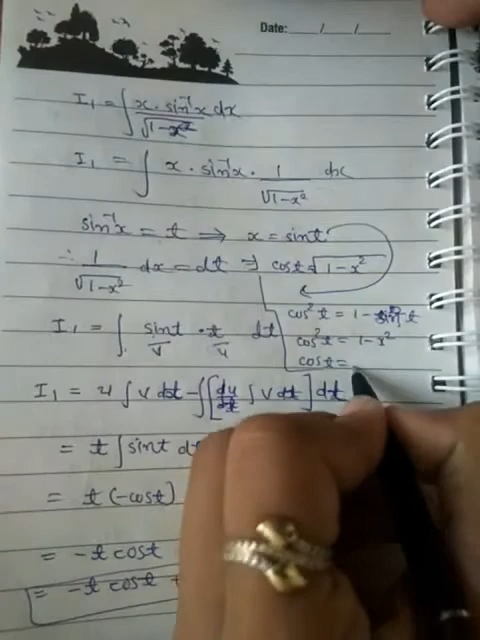 Date: / /
I₁ = ∫ x · sin⁻¹x dx / √(1-x²)
I₁ = ∫ x · sin⁻¹x · 1/√(1-x²) dx
sin⁻¹x = t ⇒ x = sint
∴ 1/√(1-x²) dx = dt ⇒ cost = √(1-x²)
cos²t = 1 - sin²t
cos²t = 1 - x²
cost =
I₁ = ∫ sint/v · t/u dt
I₁ = u ∫ v dt - ∫ [du/dt ∫ v dt] dt
= t ∫ sint dt
= t (-cost)
= -t cost
= -t cost +